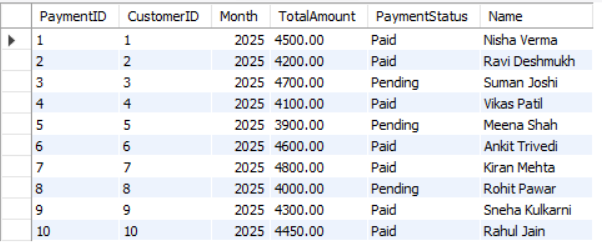 PaymentID CustomerID Month TotalAmount PaymentStatus Name
1 1 2025 4500.00 Paid Nisha Verma
2 2 2025 4200.00 Paid Ravi Deshmukh
3 3 2025 4700.00 Pending Suman Joshi
4 4 2025 4100.00 Paid Vikas Patil
5 5 2025 3900.00 Pending Meena Shah
6 6 2025 4600.00 Paid Ankit Trivedi
7 7 2025 4800.00 Paid Kiran Mehta
8 8 2025 4000.00 Pending Rohit Pawar
9 9 2025 4300.00 Paid Sneha Kulkarni
10 10 2025 4450.00 Paid Rahul Jain